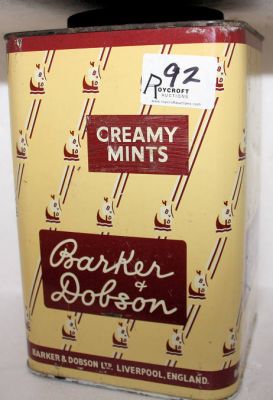 92
ROYCROFT
AUCTIONS
CREAMY
MINTS
Barker
&
Dobson
BARKER & DOBSON LTD. LIVERPOOL, ENGLAND.